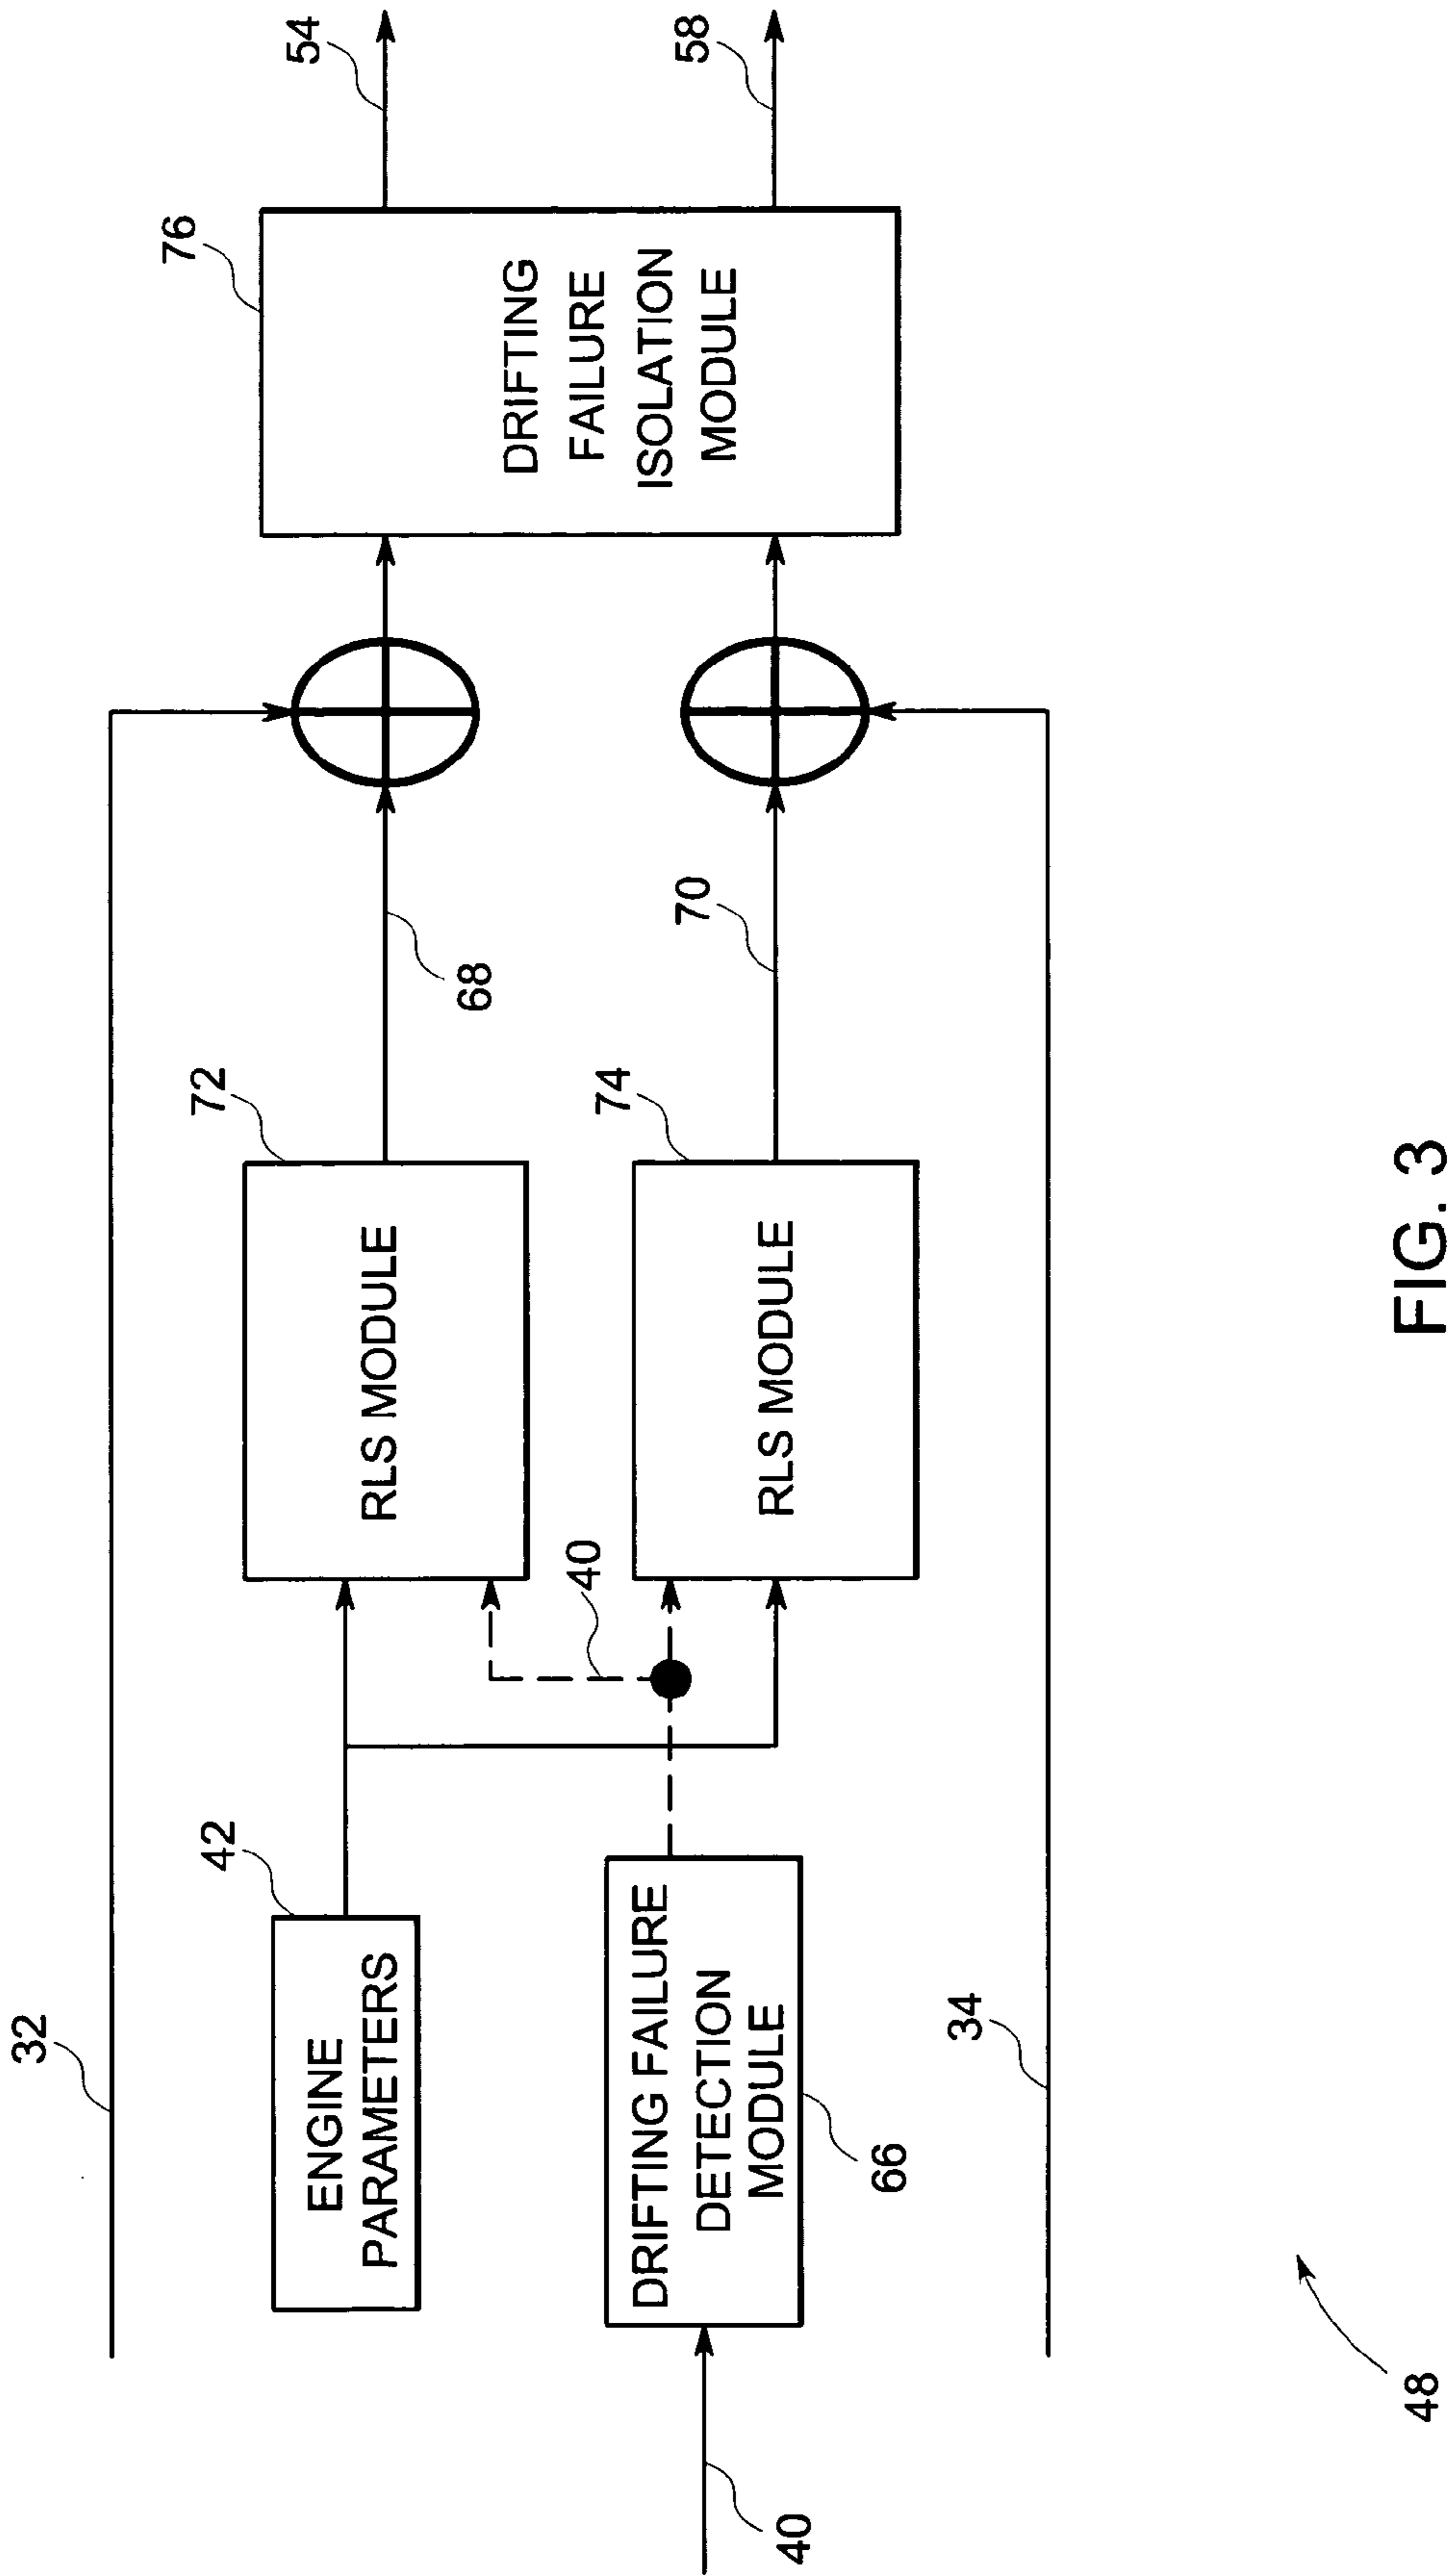 32
42
ENGINE
PARAMETERS
72
RLS MODULE
68
76
DRIFTING
FAILURE
ISOLATION
MODULE
54
40
DRIFTING FAILURE
DETECTION
MODULE
66
40
74
RLS MODULE
70
58
34
48
FIG. 3